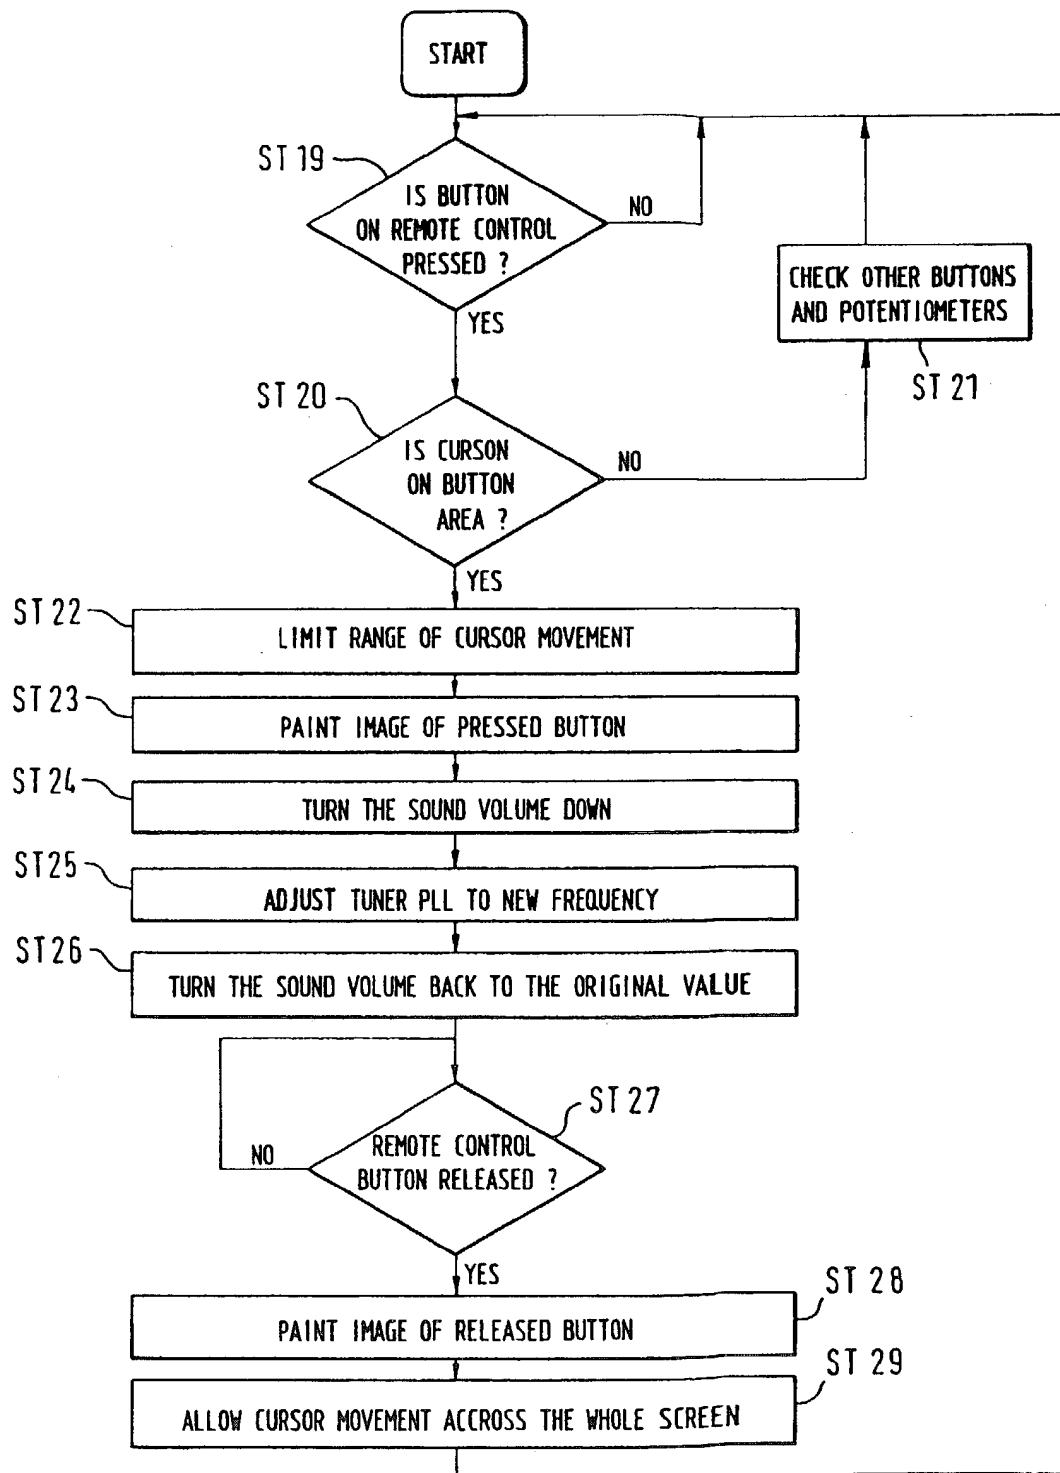 START
ST 19
IS BUTTON
ON REMOTE CONTROL
PRESSED ?
NO
YES
CHECK OTHER BUTTONS
AND POTENTIOMETERS
ST 21
ST 20
IS CURSON
ON BUTTON
AREA ?
NO
YES
ST 22
LIMIT RANGE OF CURSOR MOVEMENT
ST 23
PAINT IMAGE OF PRESSED BUTTON
ST 24
TURN THE SOUND VOLUME DOWN
ST 25
ADJUST TUNER PLL TO NEW FREQUENCY
ST 26
TURN THE SOUND VOLUME BACK TO THE ORIGINAL VALUE
ST 27
REMOTE CONTROL
BUTTON RELEASED ?
NO
YES
ST 28
PAINT IMAGE OF RELEASED BUTTON
ST 29
ALLOW CURSOR MOVEMENT ACCROSS THE WHOLE SCREEN